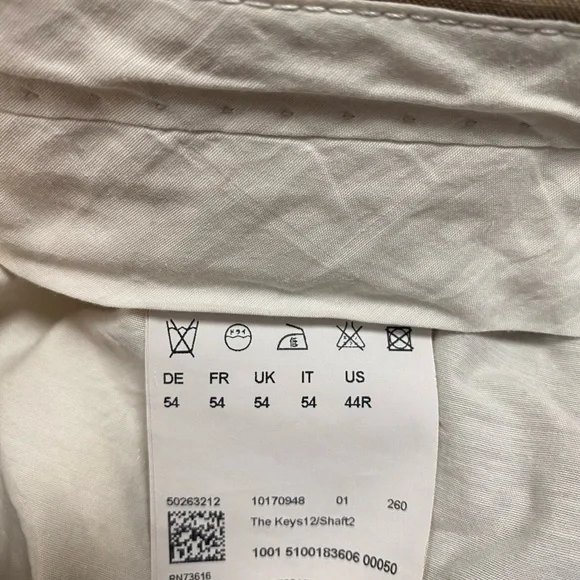 ドライ
DE FR UK IT US
54 54 54 54 44R
50263212 10170948 01 260
The Keys12/Shaft2
1001 5100183606 00050
RN73616